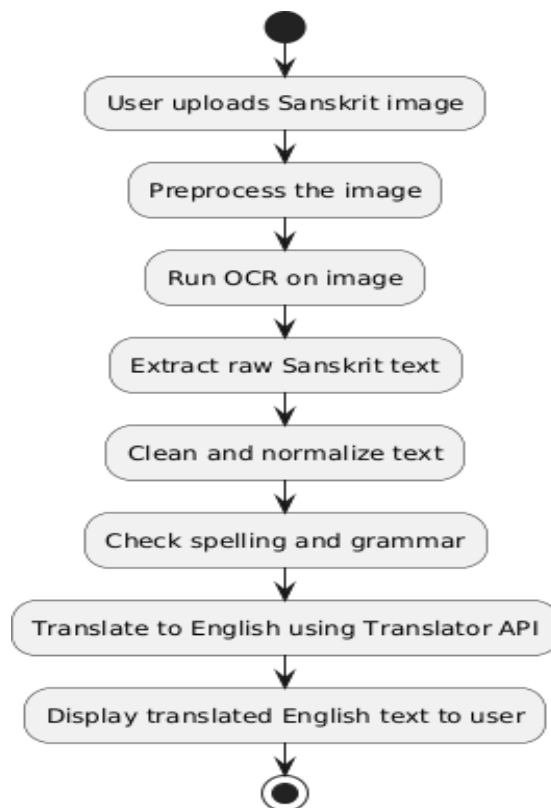 User uploads Sanskrit image
Preprocess the image
Run OCR on image
Extract raw Sanskrit text
Clean and normalize text
Check spelling and grammar
Translate to English using Translator API
Display translated English text to user